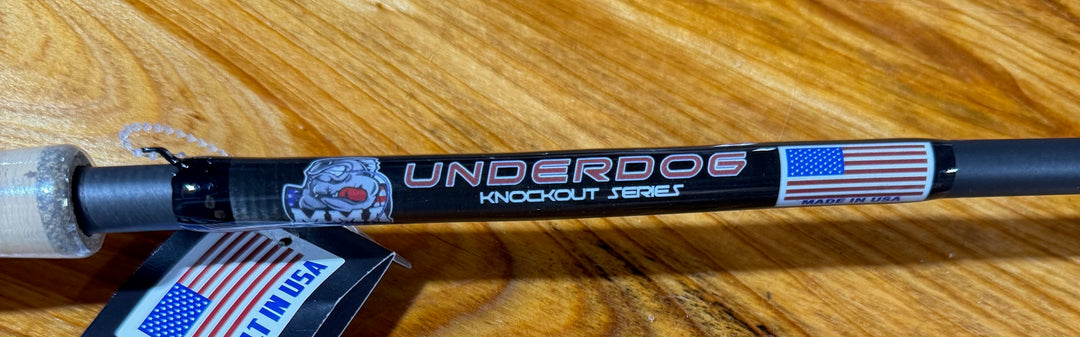 UNDERDOG
KNOCKOUT SERIES
MADE IN USA
IN USA